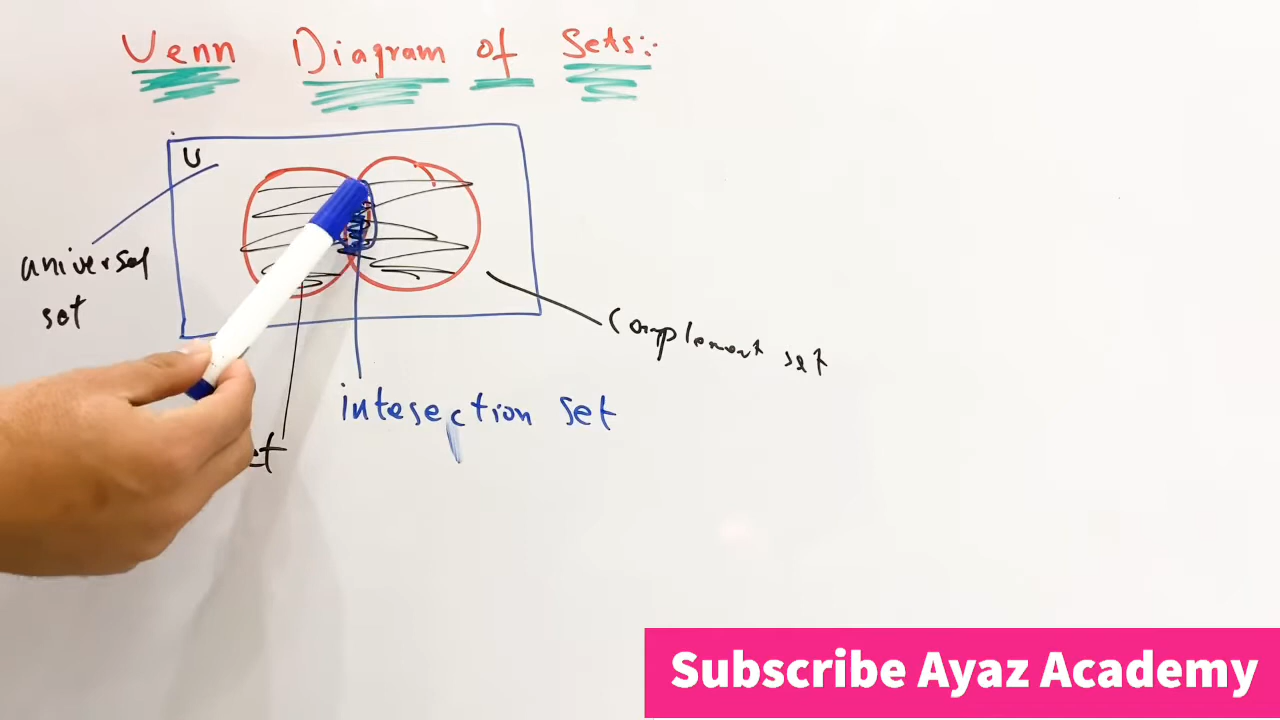 Venn Diagram of Sets:-
U
universal
set
Complement set
intesection set
Subscribe Ayaz Academy